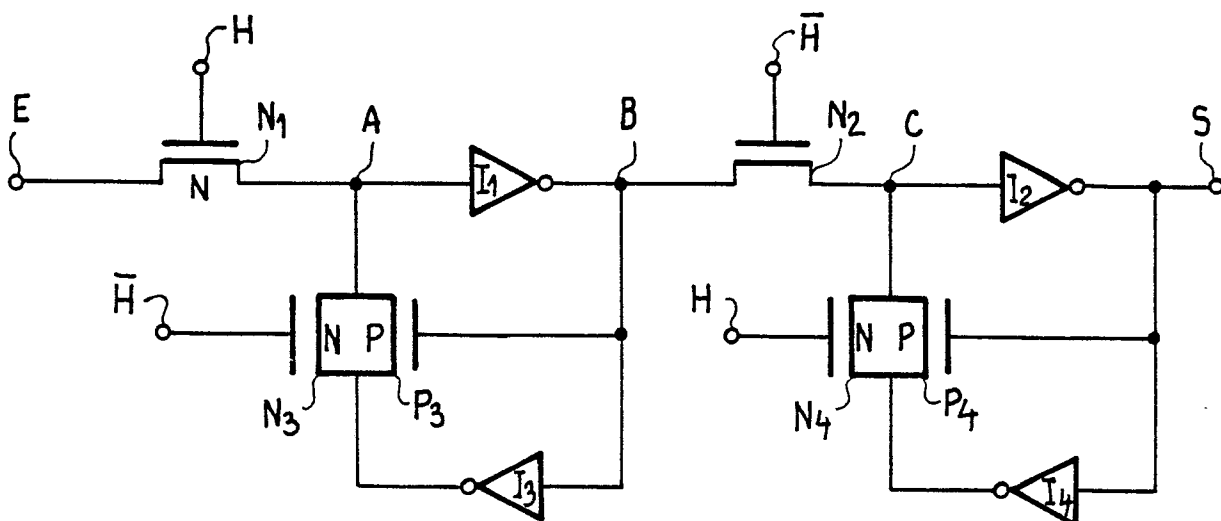 H
H̅
E
N₁
A
B
N₂
C
S
I₁
I₂
N
H̅
H
N P
N P
N₃
P₃
N₄
P₄
I₃
I₄